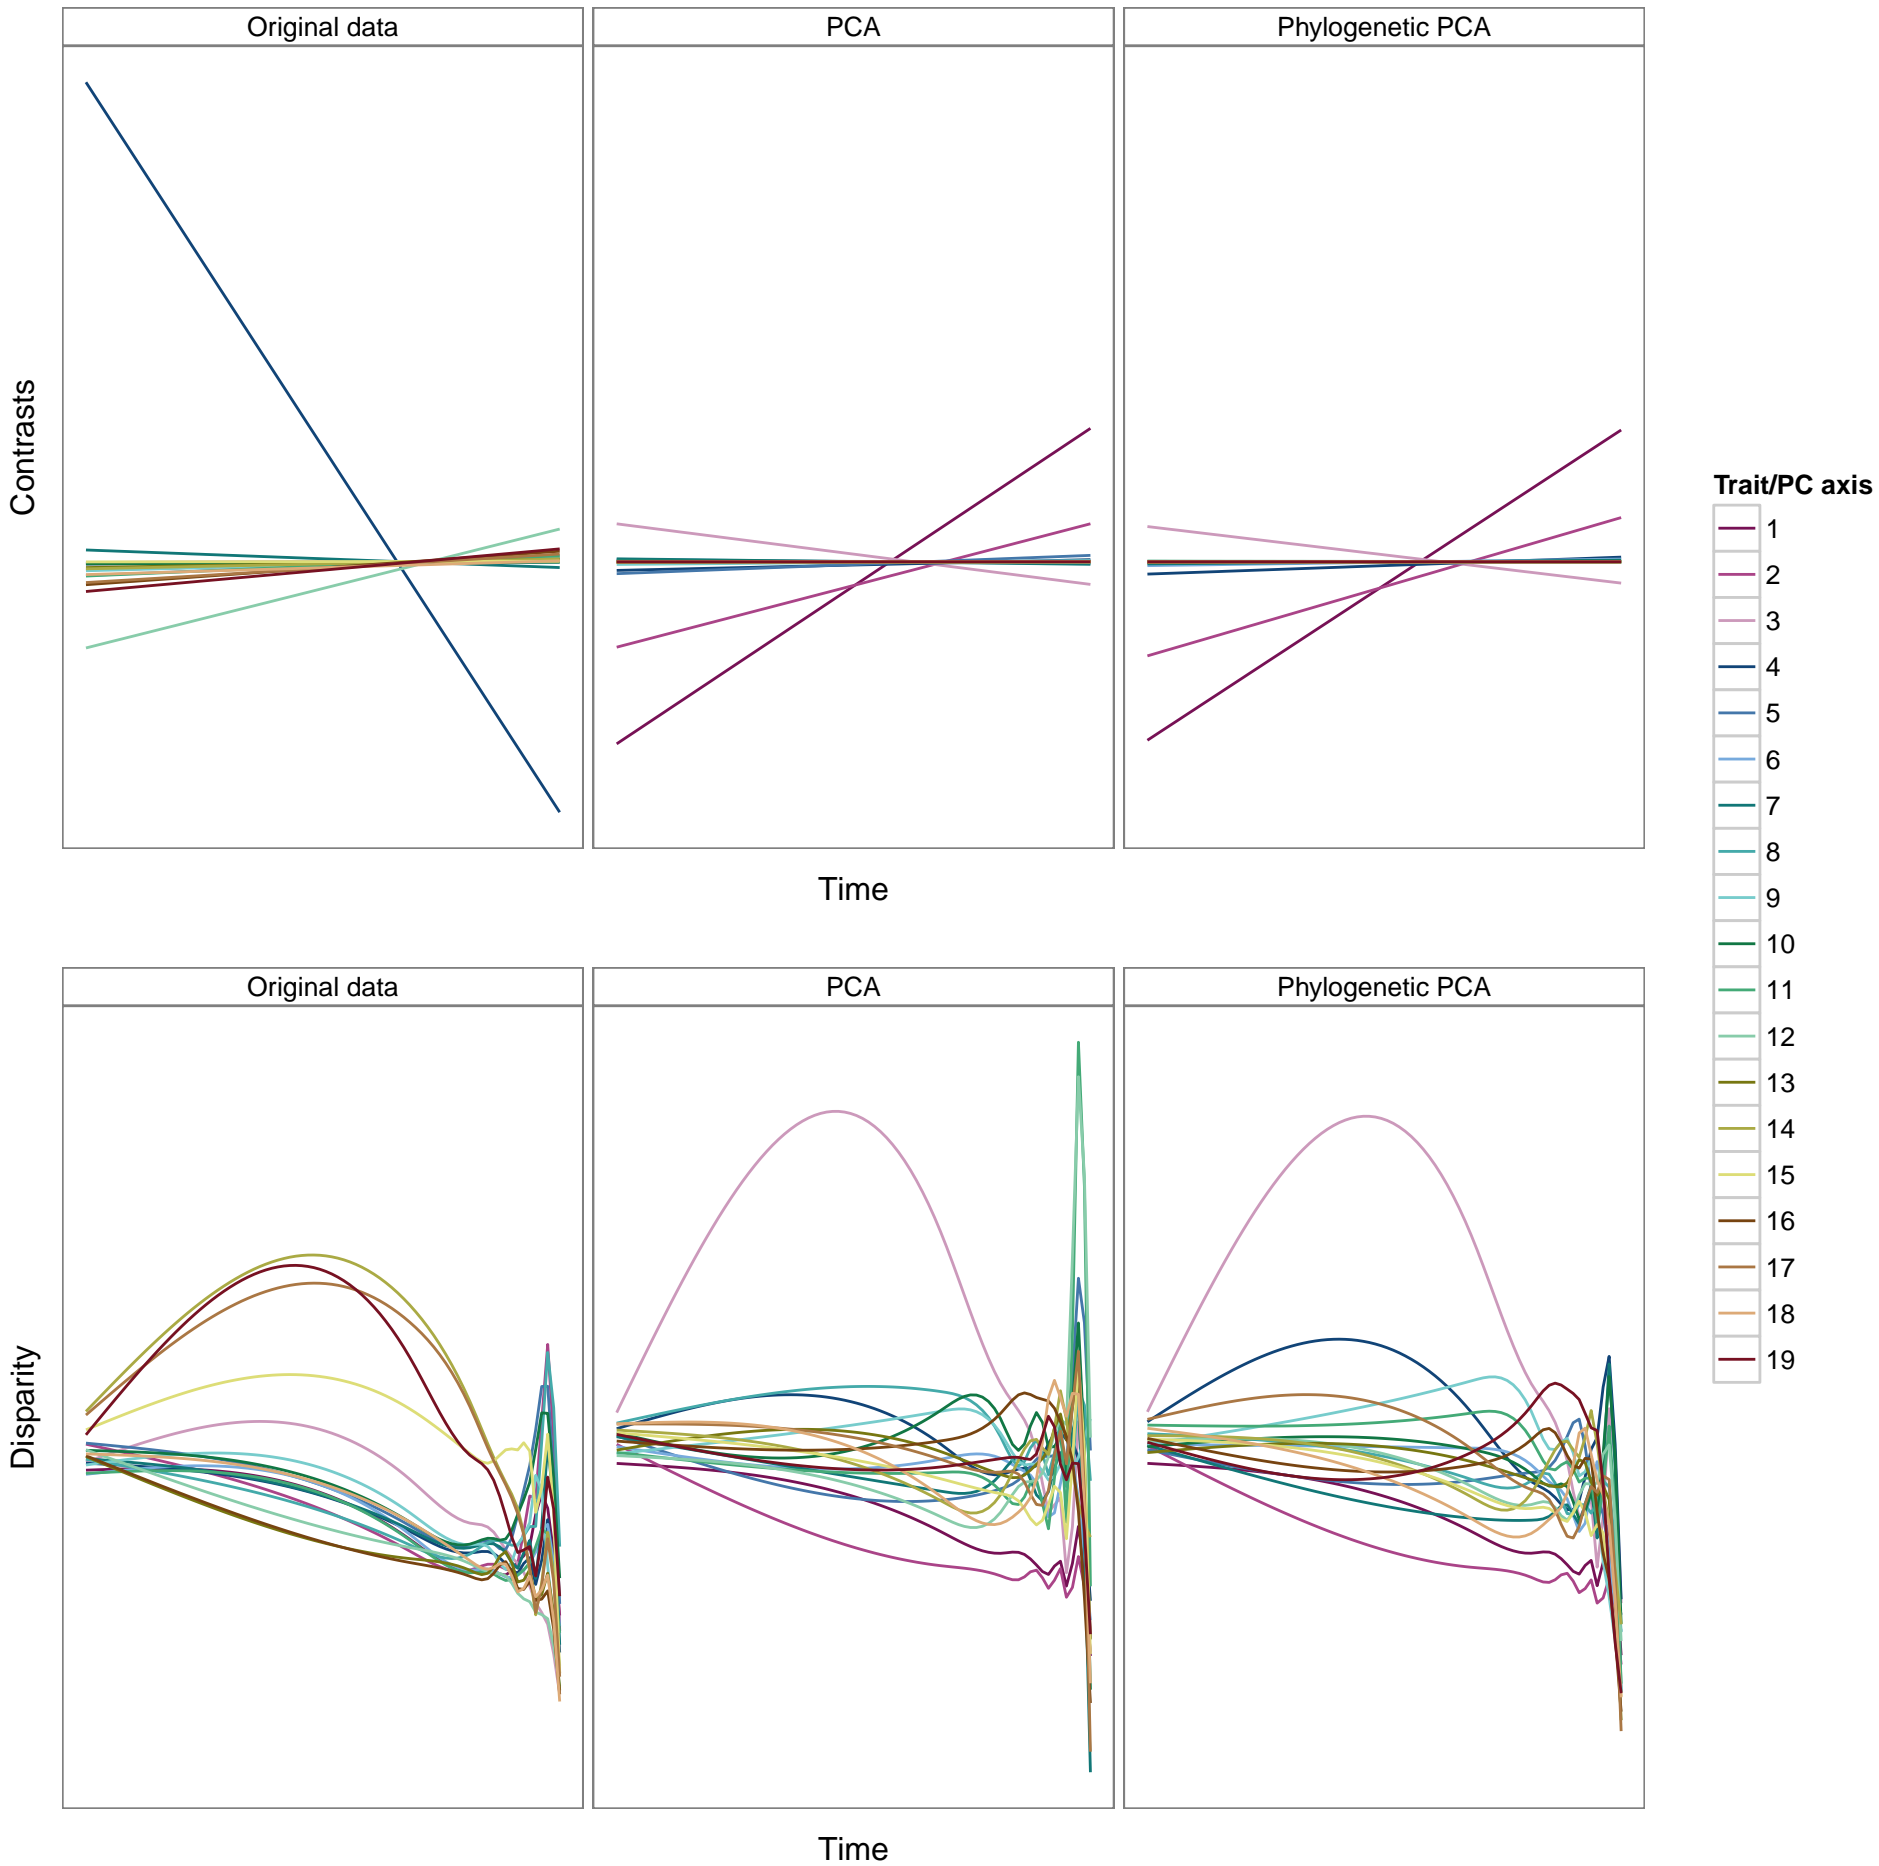 Original data
PCA
Phylogenetic PCA
Contrasts
Time
Trait/PC axis
1
2
3
4
5
6
7
8
9
10
11
12
13
14
15
16
17
18
19
Original data
PCA
Phylogenetic PCA
Disparity
Time